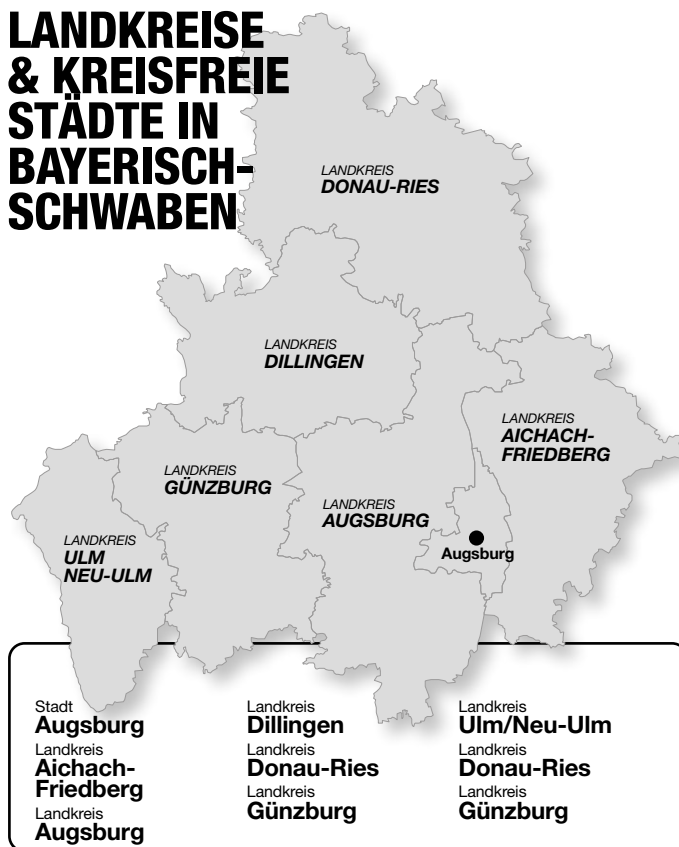 LANDKREISE
& KREISFREIE
STÄDTE IN
BAYERISCH-
SCHWABEN
LANDKREIS
DONAU-RIES
LANDKREIS
DILLINGEN
LANDKREIS
AICHACH-
FRIEDBERG
LANDKREIS
GÜNZBURG
LANDKREIS
AUGSBURG
LANDKREIS
ULM
NEU-ULM
Augsburg
Stadt
Augsburg
Landkreis
Aichach-
Friedberg
Landkreis
Augsburg
Landkreis
Dillingen
Landkreis
Donau-Ries
Landkreis
Günzburg
Landkreis
Ulm/Neu-Ulm
Landkreis
Donau-Ries
Landkreis
Günzburg